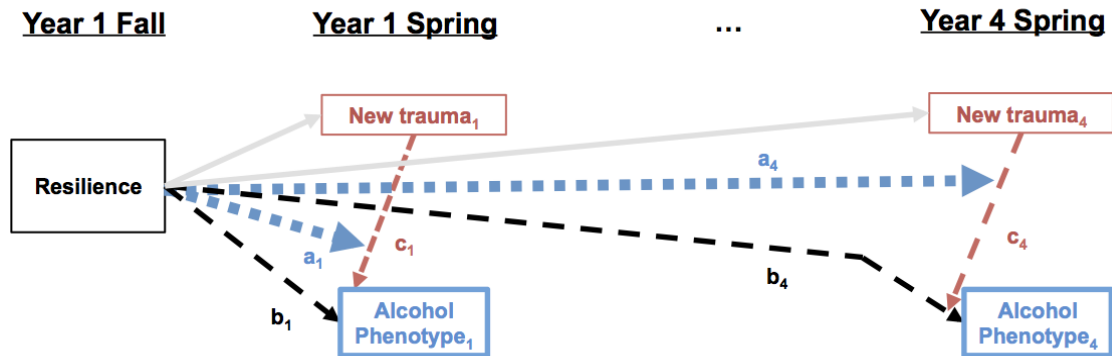 Year 1 Fall
Year 1 Spring
...
Year 4 Spring
New trauma₁
New trauma₄
Resilience
a₄
a₁
c₁
c₄
b₄
b₁
Alcohol
Phenotype₁
Alcohol
Phenotype₄